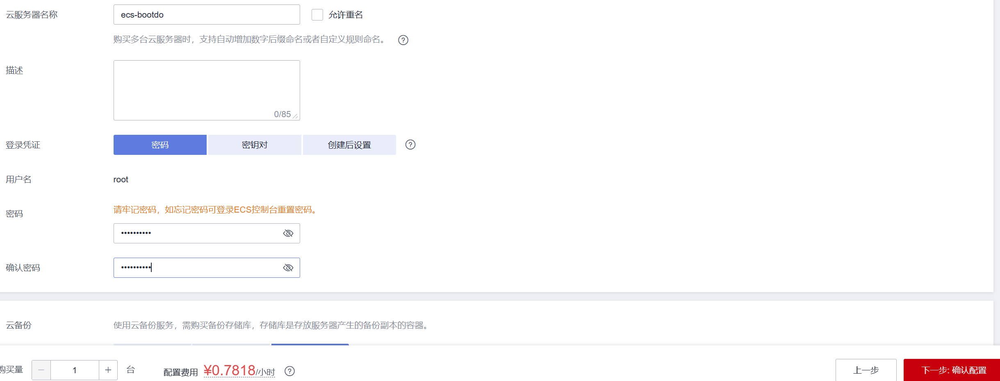 云服务器名称
ecs-bootdo
允许重名
购买多台云服务器时，支持自动增加数字后缀命名或者自定义规则命名。
描述
0/85
登录凭证
密码
密钥对
创建后设置
用户名
root
密码
请牢记密码，如忘记密码可登录ECS控制台重置密码。
••••••••••
确认密码
••••••••••
云备份
使用云备份服务，需购买备份存储库，存储库是存放服务器产生的备份副本的容器。
购买量
1
台
配置费用 ¥0.7818/小时
上一步
下一步: 确认配置